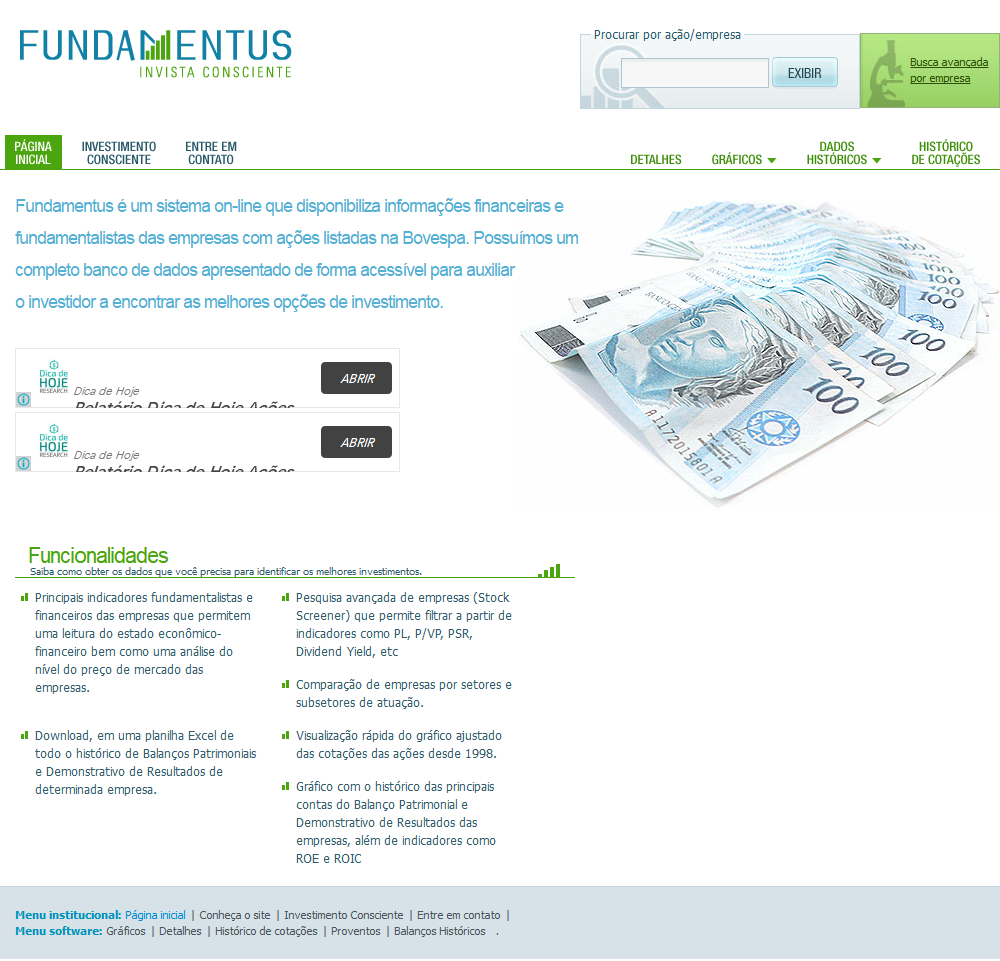 FUNDAMENTUS
INVISTA CONSCIENTE
Procurar por ação/empresa
EXIBIR
Busca avançada
por empresa
PÁGINA
INICIAL
INVESTIMENTO
CONSCIENTE
ENTRE EM
CONTATO
DETALHES
GRÁFICOS
DADOS
HISTÓRICOS
HISTÓRICO
DE COTAÇÕES
Fundamentus é um sistema on-line que disponibiliza informações financeiras e
fundamentalistas das empresas com ações listadas na Bovespa. Possuímos um
completo banco de dados apresentado de forma acessível para auxiliar
o investidor a encontrar as melhores opções de investimento.
100
100
100
100
100
A1172015801A
Dica de
HOJE
RESEARCH
Dica de Hoje
Relatório Dica de Hoje Ações
ABRIR
Dica de
HOJE
RESEARCH
Dica de Hoje
Relatório Dica de Hoje Ações
ABRIR
Funcionalidades
Saiba como obter os dados que você precisa para identificar os melhores investimentos.
Principais indicadores fundamentalistas e
financeiros das empresas que permitem
uma leitura do estado econômico-
financeiro bem como uma análise do
nível do preço de mercado das
empresas.
Download, em uma planilha Excel de
todo o histórico de Balanços Patrimoniais
e Demonstrativo de Resultados de
determinada empresa.
Pesquisa avançada de empresas (Stock
Screener) que permite filtrar a partir de
indicadores como PL, P/VP, PSR,
Dividend Yield, etc
Comparação de empresas por setores e
subsetores de atuação.
Visualização rápida do gráfico ajustado
das cotações das ações desde 1998.
Gráfico com o histórico das principais
contas do Balanço Patrimonial e
Demonstrativo de Resultados das
empresas, além de indicadores como
ROE e ROIC
Menu institucional: Página inicial | Conheça o site | Investimento Consciente | Entre em contato |
Menu software: Gráficos | Detalhes | Histórico de cotações | Proventos | Balanços Históricos .